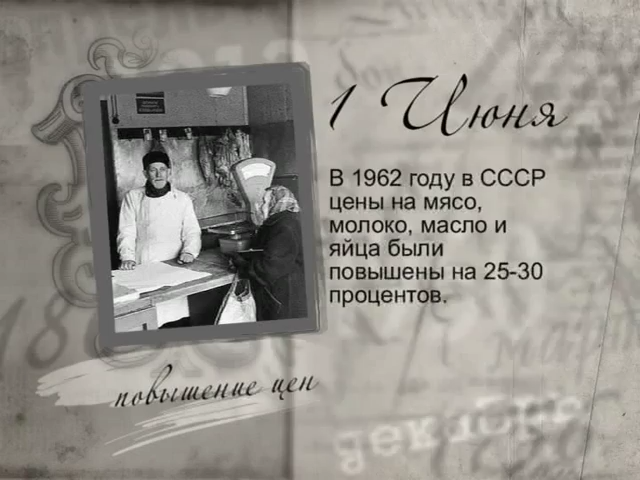 1 Июня
В 1962 году в СССР
цены на мясо,
молоко, масло и
яйца были
повышены на 25-30
процентов.
повышение цен
декабрь